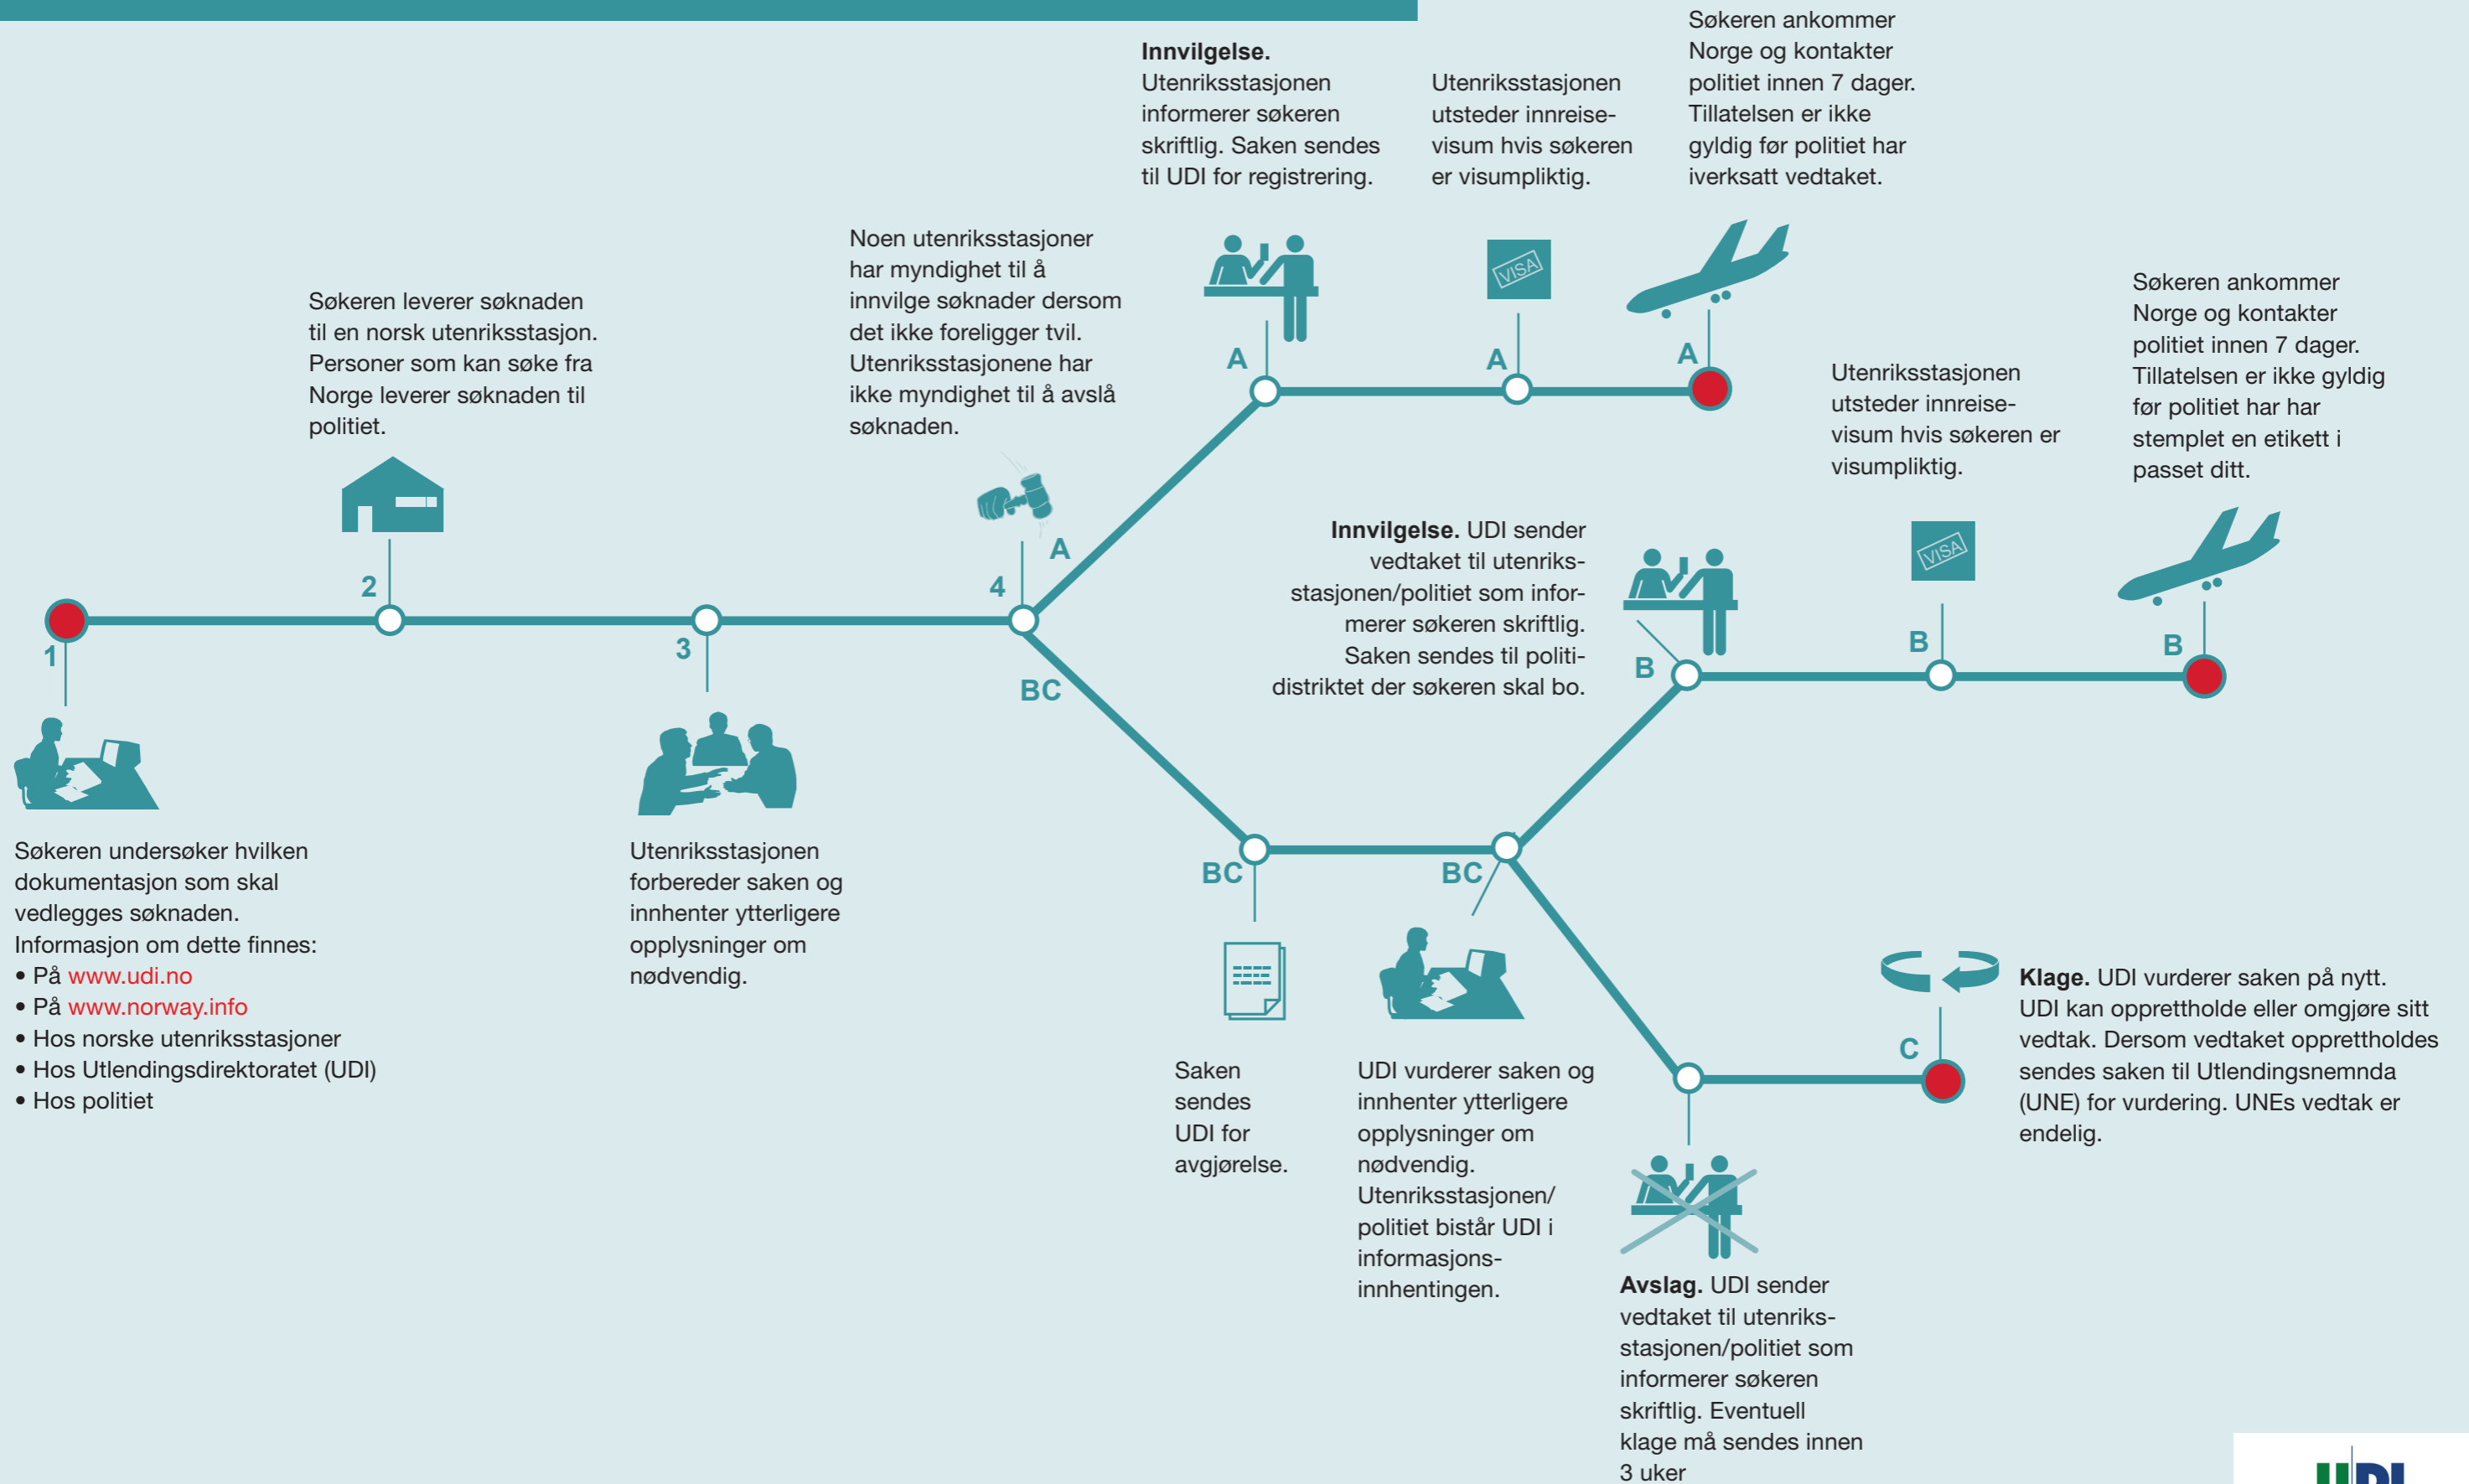 Søkeren undersøker hvilken
dokumentasjon som skal
vedlegges søknaden.
Informasjon om dette finnes:
• På www.udi.no
• På www.norway.info
• Hos norske utenriksstasjoner
• Hos Utlendingsdirektoratet (UDI)
• Hos politiet
1
Søkeren leverer søknaden
til en norsk utenriksstasjon.
Personer som kan søke fra
Norge leverer søknaden til
politiet.
2
3
Utenriksstasjonen
forbereder saken og
innhenter ytterligere
opplysninger om
nødvendig.
Noen utenriksstasjoner
har myndighet til å
innvilge søknader dersom
det ikke foreligger tvil.
Utenriksstasjonene har
ikke myndighet til å avslå
søknaden.
4
A
BC
Innvilgelse.
Utenriksstasjonen
informerer søkeren
skriftlig. Saken sendes
til UDI for registrering.
A
Utenriksstasjonen
utsteder innreise-
visum hvis søkeren
er visumpliktig.
VISA
A
Søkeren ankommer
Norge og kontakter
politiet innen 7 dager.
Tillatelsen er ikke
gyldig før politiet har
iverksatt vedtaket.
A
BC
Saken
sendes
UDI for
avgjørelse.
BC
UDI vurderer saken og
innhenter ytterligere
opplysninger om
nødvendig.
Utenriksstasjonen/
politiet bistår UDI i
informasjons-
innhentingen.
Innvilgelse. UDI sender
vedtaket til utenriks-
stasjonen/politiet som infor-
merer søkeren skriftlig.
Saken sendes til politi-
distriktet der søkeren skal bo.
B
Utenriksstasjonen
utsteder innreise-
visum hvis søkeren er
visumpliktig.
VISA
B
Søkeren ankommer
Norge og kontakter
politiet innen 7 dager.
Tillatelsen er ikke gyldig
før politiet har har
stemplet en etikett i
passet ditt.
B
Avslag. UDI sender
vedtaket til utenriks-
stasjonen/politiet som
informerer søkeren
skriftlig. Eventuell
klage må sendes innen
3 uker
C
Klage. UDI vurderer saken på nytt.
UDI kan opprettholde eller omgjøre sitt
vedtak. Dersom vedtaket opprettholdes
sendes saken til Utlendingsnemnda
(UNE) for vurdering. UNEs vedtak er
endelig.
UDI